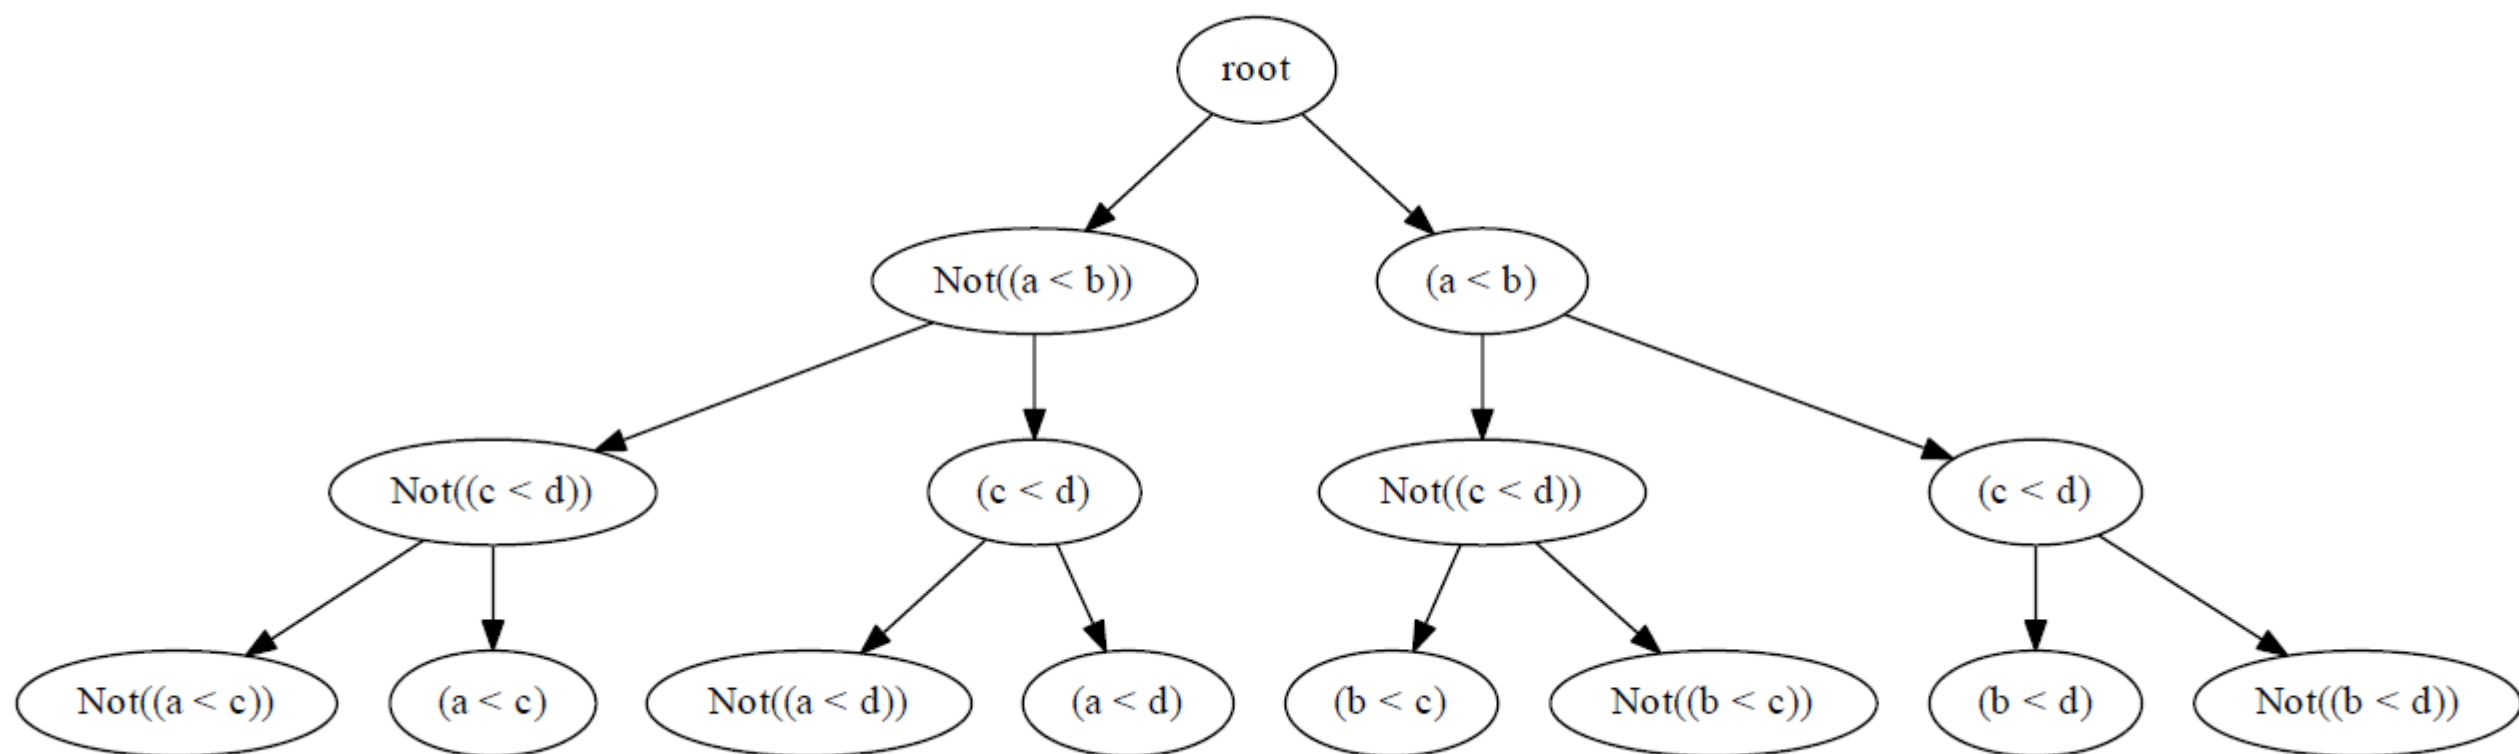 root
Not((a < b))
(a < b)
Not((c < d))
(c < d)
Not((c < d))
(c < d)
Not((a < c))
(a < c)
Not((a < d))
(a < d)
(b < c)
Not((b < c))
(b < d)
Not((b < d))